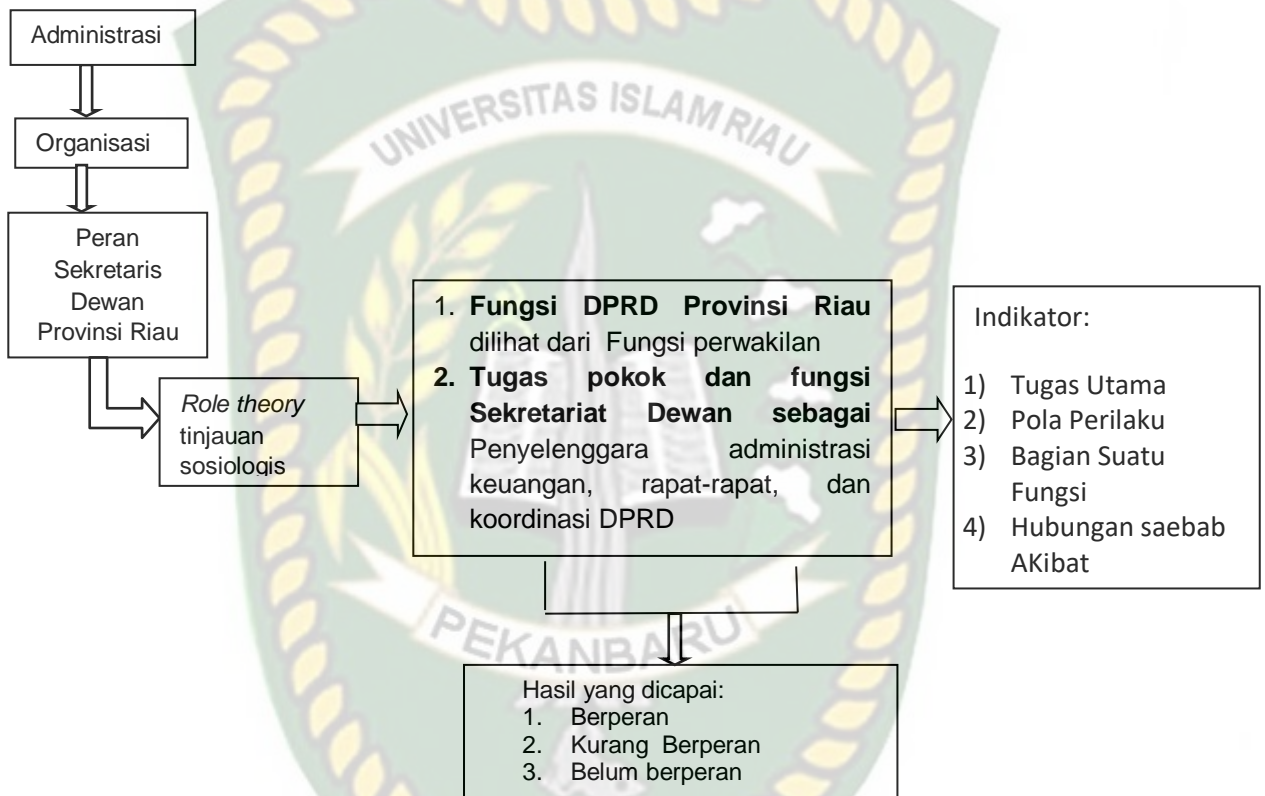 Administrasi
Organisasi
Peran
Sekretaris
Dewan
Provinsi Riau
Role theory
tinjauan
sosiologis
1. Fungsi DPRD Provinsi Riau
dilihat dari Fungsi perwakilan
2. Tugas pokok dan fungsi
Sekretariat Dewan sebagai
Penyelenggara administrasi
keuangan, rapat-rapat, dan
koordinasi DPRD
Indikator:
1) Tugas Utama
2) Pola Perilaku
3) Bagian Suatu
Fungsi
4) Hubungan saebab
AKibat
Hasil yang dicapai:
1. Berperan
2. Kurang Berperan
3. Belum berperan
UNIVERSITAS ISLAM RIAU
PEKANBARU